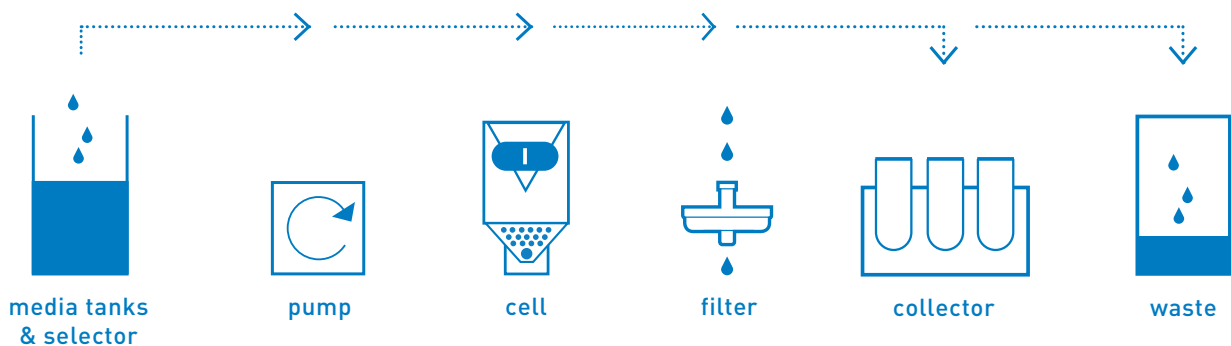 media tanks
& selector
pump
cell
filter
collector
waste